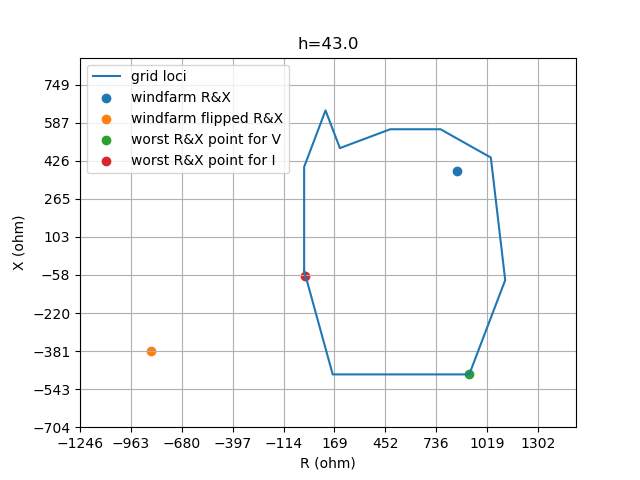 h=43.0
grid loci
windfarm R&X
windfarm flipped R&X
worst R&X point for V
worst R&X point for I
X (ohm)
749
587
426
265
103
−58
−220
−381
−543
−704
−1246 −963 −680 −397 −114 169 452 736 1019 1302
R (ohm)